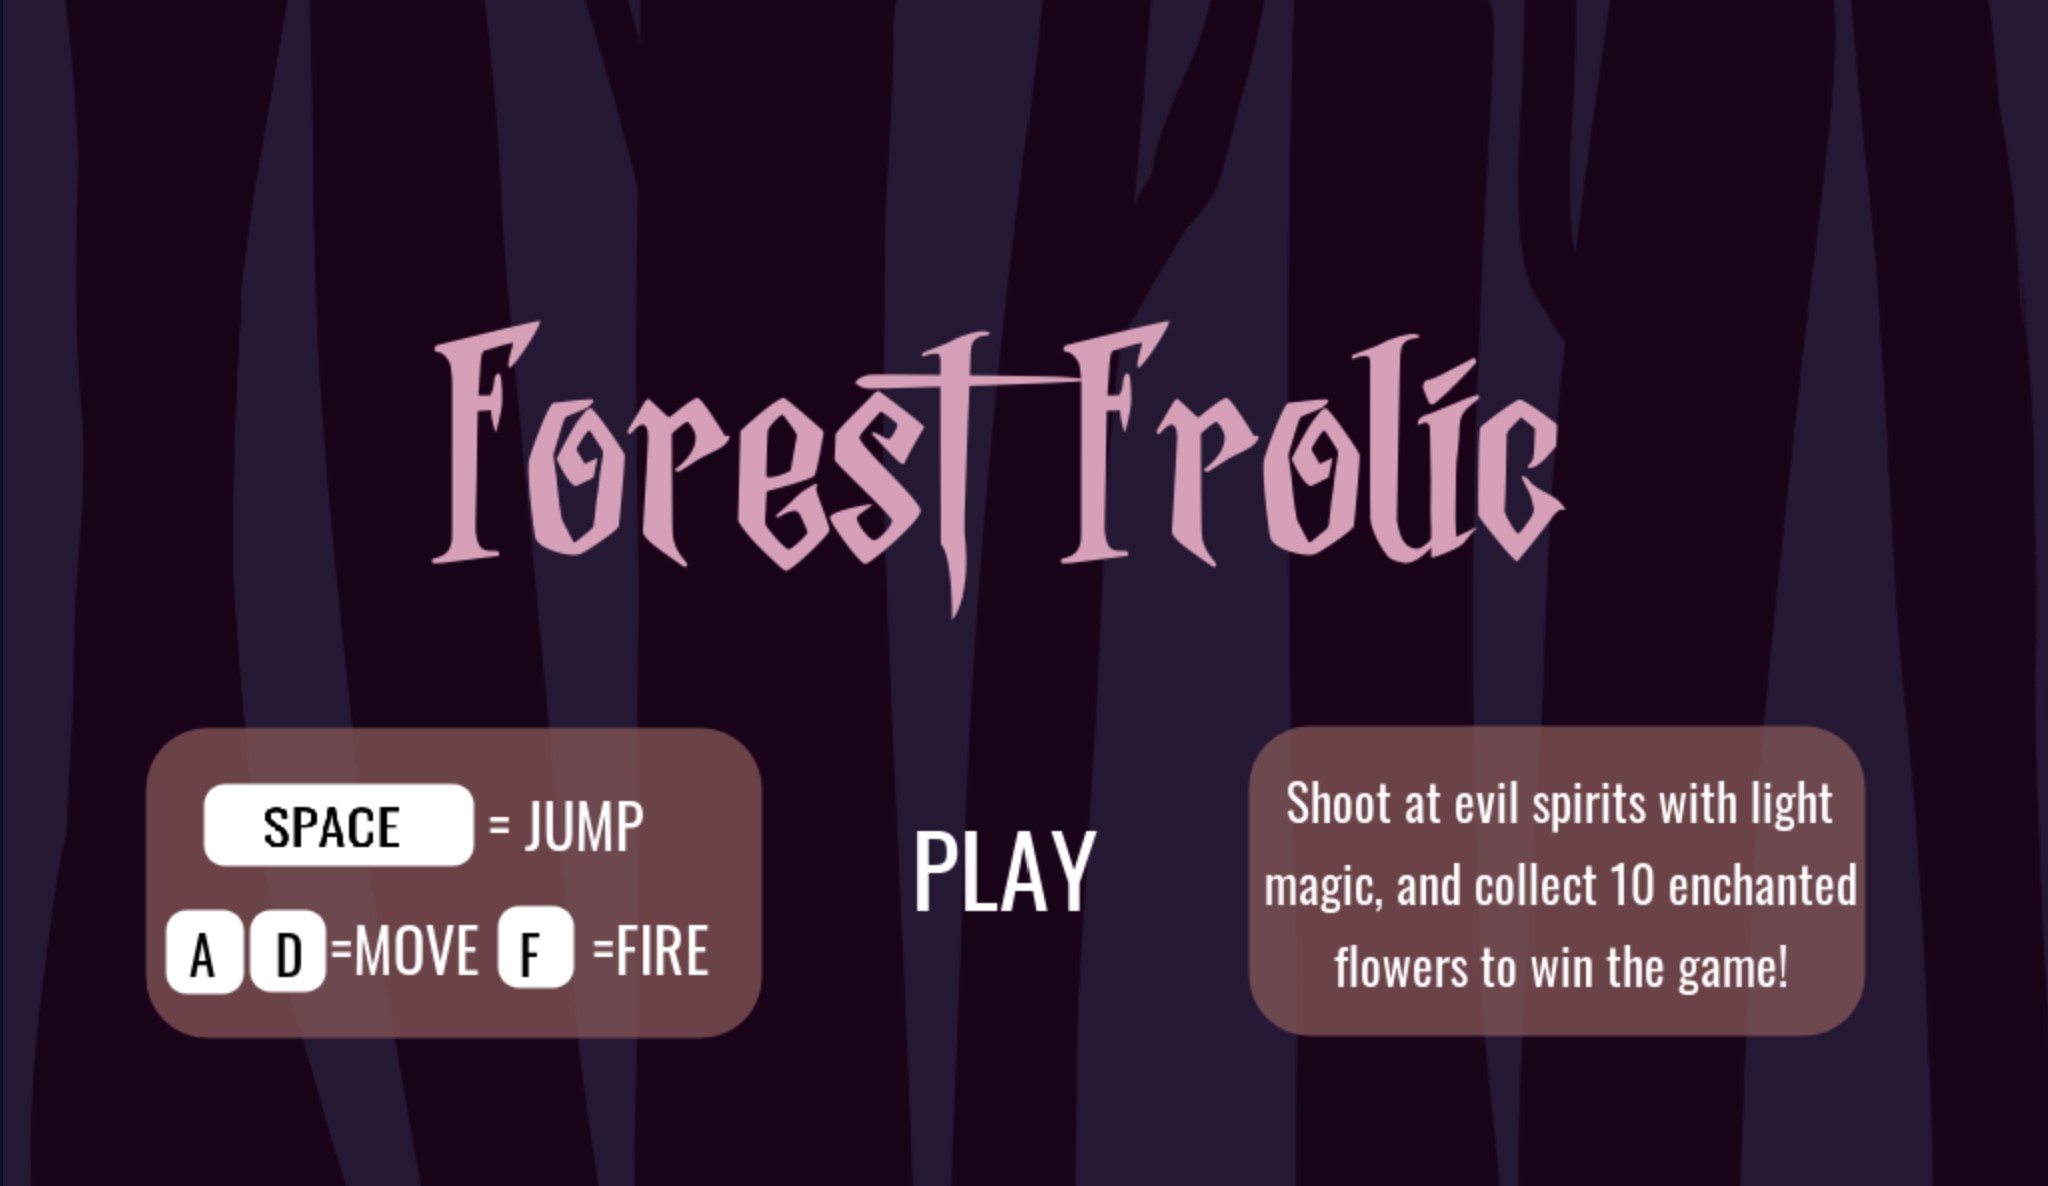 Forest Frolic
SPACE = JUMP
A D =MOVE F =FIRE
PLAY
Shoot at evil spirits with light
magic, and collect 10 enchanted
flowers to win the game!